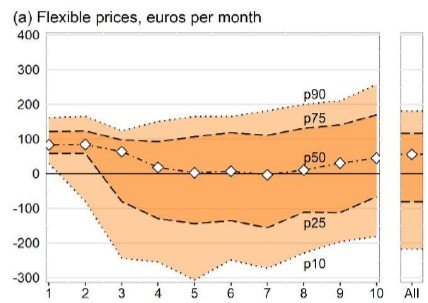 (a) Flexible prices, euros per month
400
300
200
100
0
-100
-200
-300
p90
p75
p50
p25
p10
1 2 3 4 5 6 7 8 9 10 All